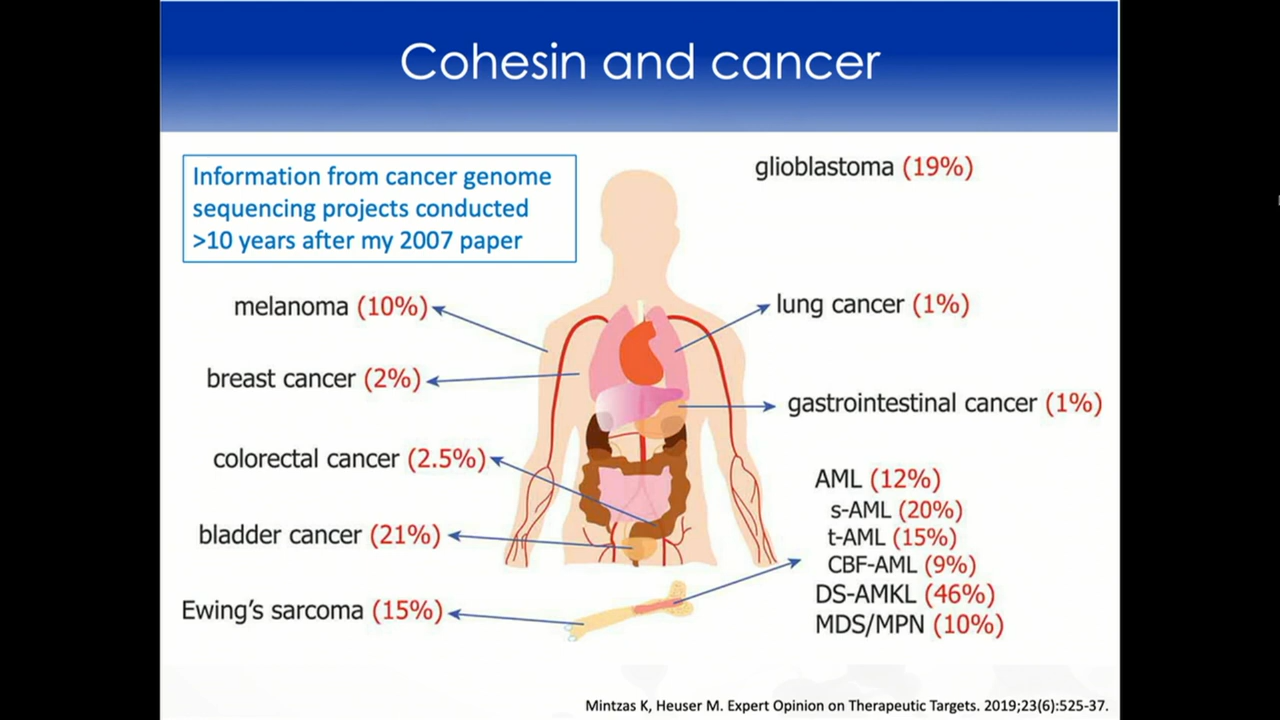 Cohesin and cancer
Information from cancer genome
sequencing projects conducted
>10 years after my 2007 paper
glioblastoma (19%)
melanoma (10%)
lung cancer (1%)
breast cancer (2%)
gastrointestinal cancer (1%)
colorectal cancer (2.5%)
bladder cancer (21%)
Ewing's sarcoma (15%)
AML (12%)
s-AML (20%)
t-AML (15%)
CBF-AML (9%)
DS-AMKL (46%)
MDS/MPN (10%)
Mintzas K, Heuser M. Expert Opinion on Therapeutic Targets. 2019;23(6):525-37.